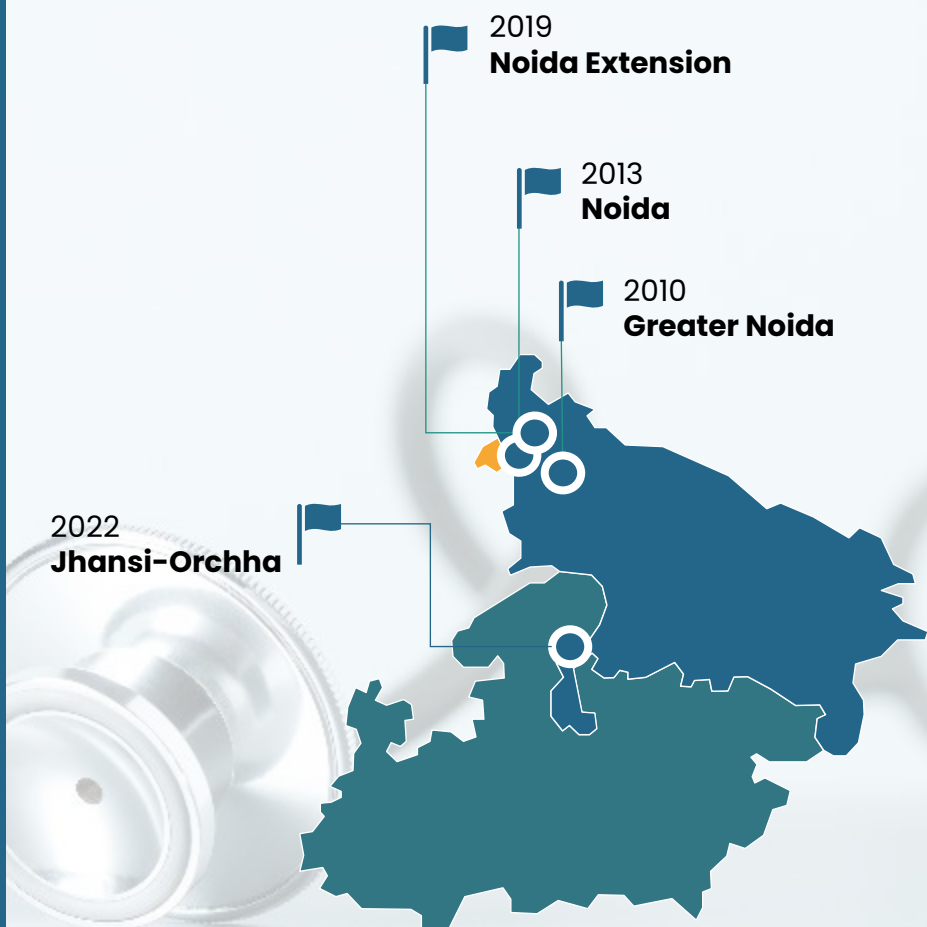 2019
Noida Extension
2013
Noida
2010
Greater Noida
2022
Jhansi-Orchha